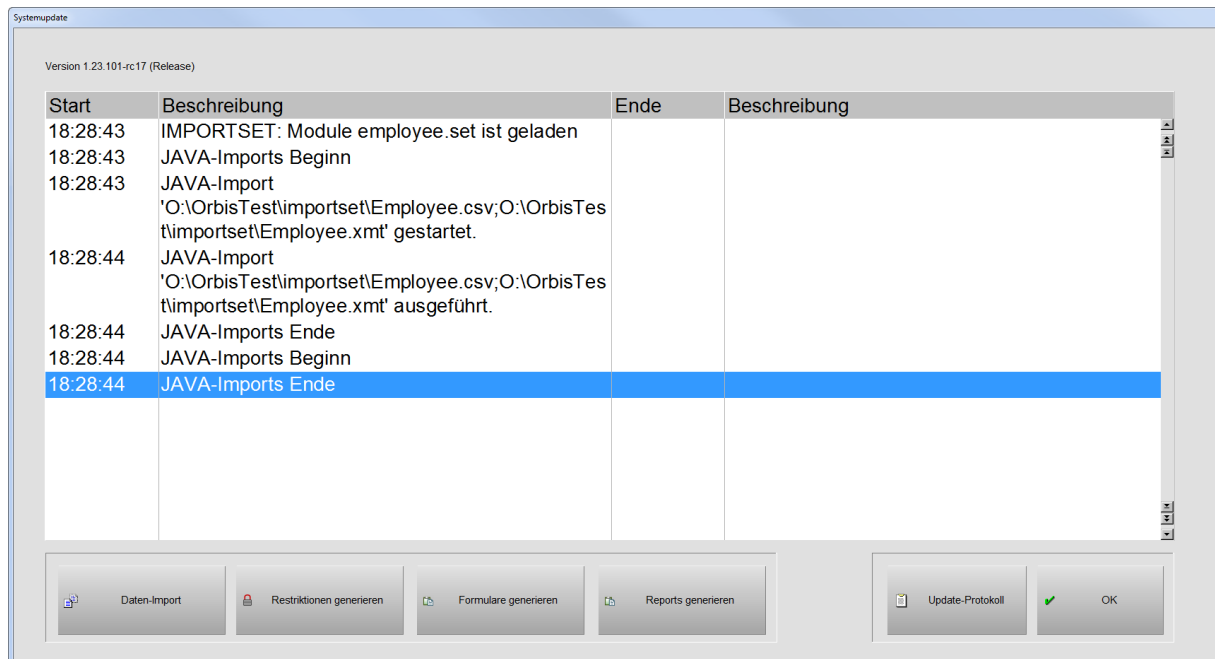 Systemupdate
Version 1.23.101-rc17 (Release)
Start Beschreibung Ende Beschreibung
18:28:43 IMPORTSET: Module employee.set ist geladen
18:28:43 JAVA-Imports Beginn
18:28:43 JAVA-Import
'O:\OrbisTest\importset\Employee.csv;O:\OrbisTes
t\importset\Employee.xmt' gestartet.
18:28:44 JAVA-Import
'O:\OrbisTest\importset\Employee.csv;O:\OrbisTes
t\importset\Employee.xmt' ausgeführt.
18:28:44 JAVA-Imports Ende
18:28:44 JAVA-Imports Beginn
18:28:44 JAVA-Imports Ende
Daten-Import Restriktionen generieren Formulare generieren Reports generieren Update-Protokoll OK